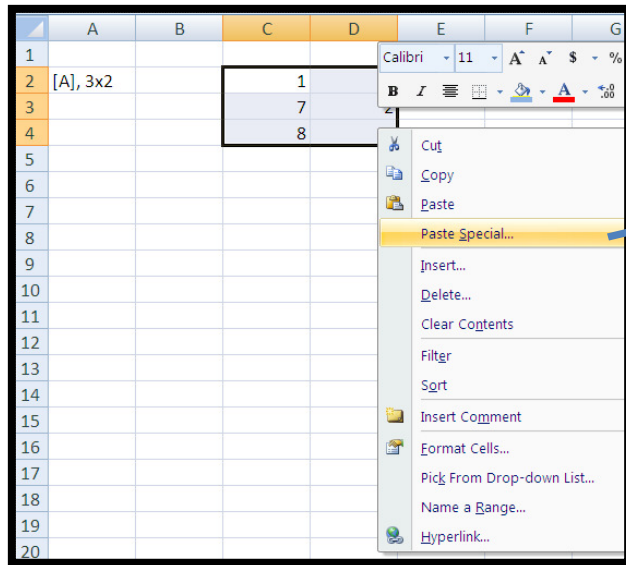 A B C D E F G
1
Calibri 11 A A $ %
2 [A], 3x2 1
B I A .00
3 7 2
4 8
Cut
5
6 Copy
7 Paste
8 Paste Special...
9 Insert...
10 Delete...
11 Clear Contents
12
13 Filter
14 Sort
15 Insert Comment
16 Format Cells...
17 Pick From Drop-down List...
18 Name a Range...
19
20 Hyperlink...